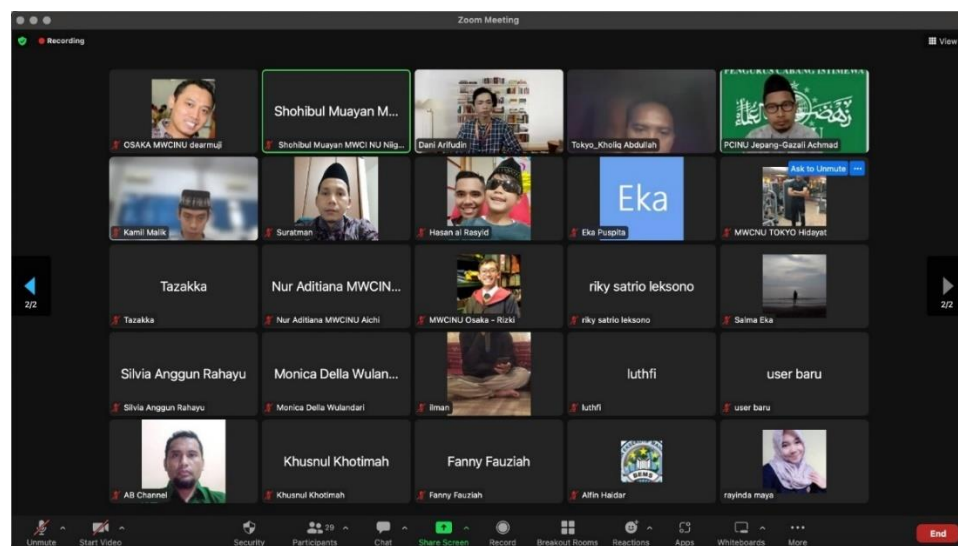 Zoom Meeting
Recording
View
OSAKA MWCINU dearmuji
Shohibul Muayan M...
Shohibul Muayan MWCI NU Niig...
Dani Arifudin
Tokyo_Kholiq Abdullah
PENGURUS CABANG ISTIMEWA
PCINU Jepang-Gazali Achmad
Kamil Malik
Suratman
Hasan al Rasyid
Eka
Eka Puspita
Ask to Unmute ...
MWCNU TOKYO Hidayat
2/2
Tazakka
Tazakka
Nur Aditiana MWCIN...
Nur Aditiana MWCINU Aichi
MWCINU Osaka - Rizki
riky satrio leksono
riky satrio leksono
Salma Eka
2/2
Silvia Anggun Rahayu
Silvia Anggun Rahayu
Monica Della Wulan...
Monica Della Wulandari
ilman
luthfi
luthfi
user baru
user baru
AB Channel
Khusnul Khotimah
Khusnul Khotimah
Fanny Fauziah
Fanny Fauziah
Alfin Haidar
rayinda maya
Unmute
Start Video
Security
29
Participants
Chat
Share Screen
Record
Breakout Rooms
Reactions
Apps
Whiteboards
More
End